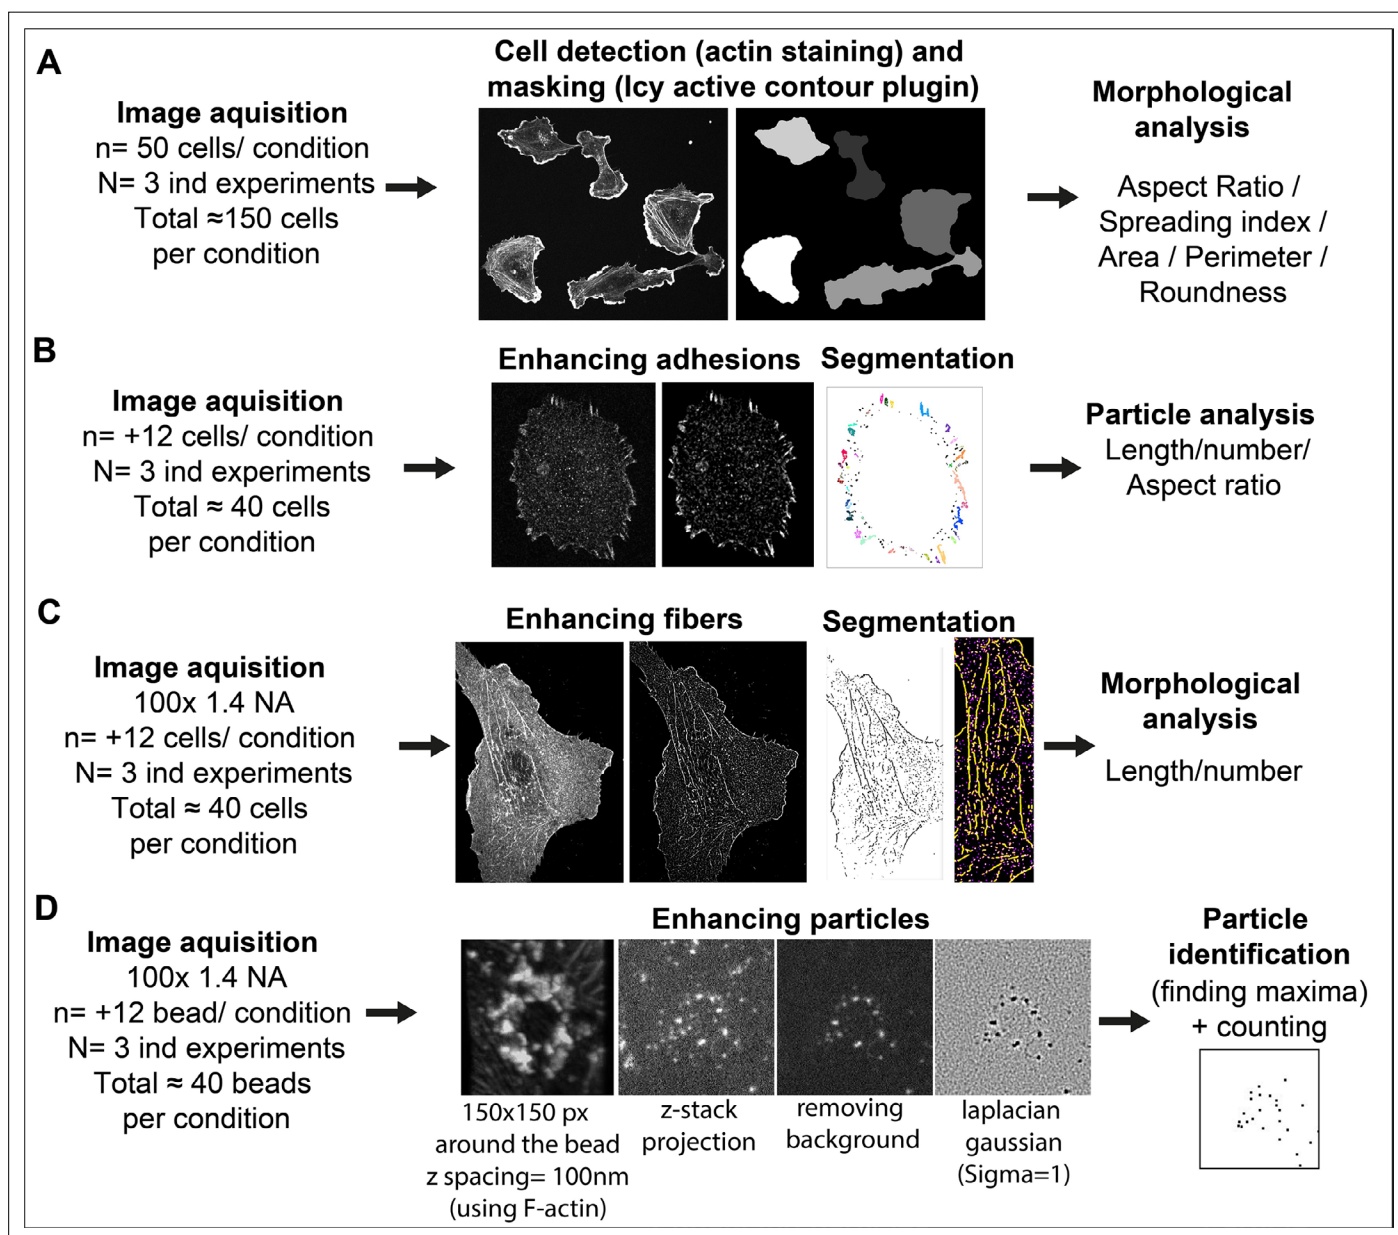 A
Image aquisition
n= 50 cells/ condition
N= 3 ind experiments
Total ≈150 cells
per condition
Cell detection (actin staining) and
masking (Icy active contour plugin)
Morphological
analysis
Aspect Ratio /
Spreading index /
Area / Perimeter /
Roundness
B
Image aquisition
n= +12 cells/ condition
N= 3 ind experiments
Total ≈ 40 cells
per condition
Enhancing adhesions
Segmentation
Particle analysis
Length/number/
Aspect ratio
C
Image aquisition
100x 1.4 NA
n= +12 cells/ condition
N= 3 ind experiments
Total ≈ 40 cells
per condition
Enhancing fibers
Segmentation
Morphological
analysis
Length/number
D
Image aquisition
100x 1.4 NA
n= +12 bead/ condition
N= 3 ind experiments
Total ≈ 40 beads
per condition
Enhancing particles
150x150 px
around the bead
z spacing= 100nm
(using F-actin)
z-stack
projection
removing
background
laplacian
gaussian
(Sigma=1)
Particle
identification
(finding maxima)
+ counting